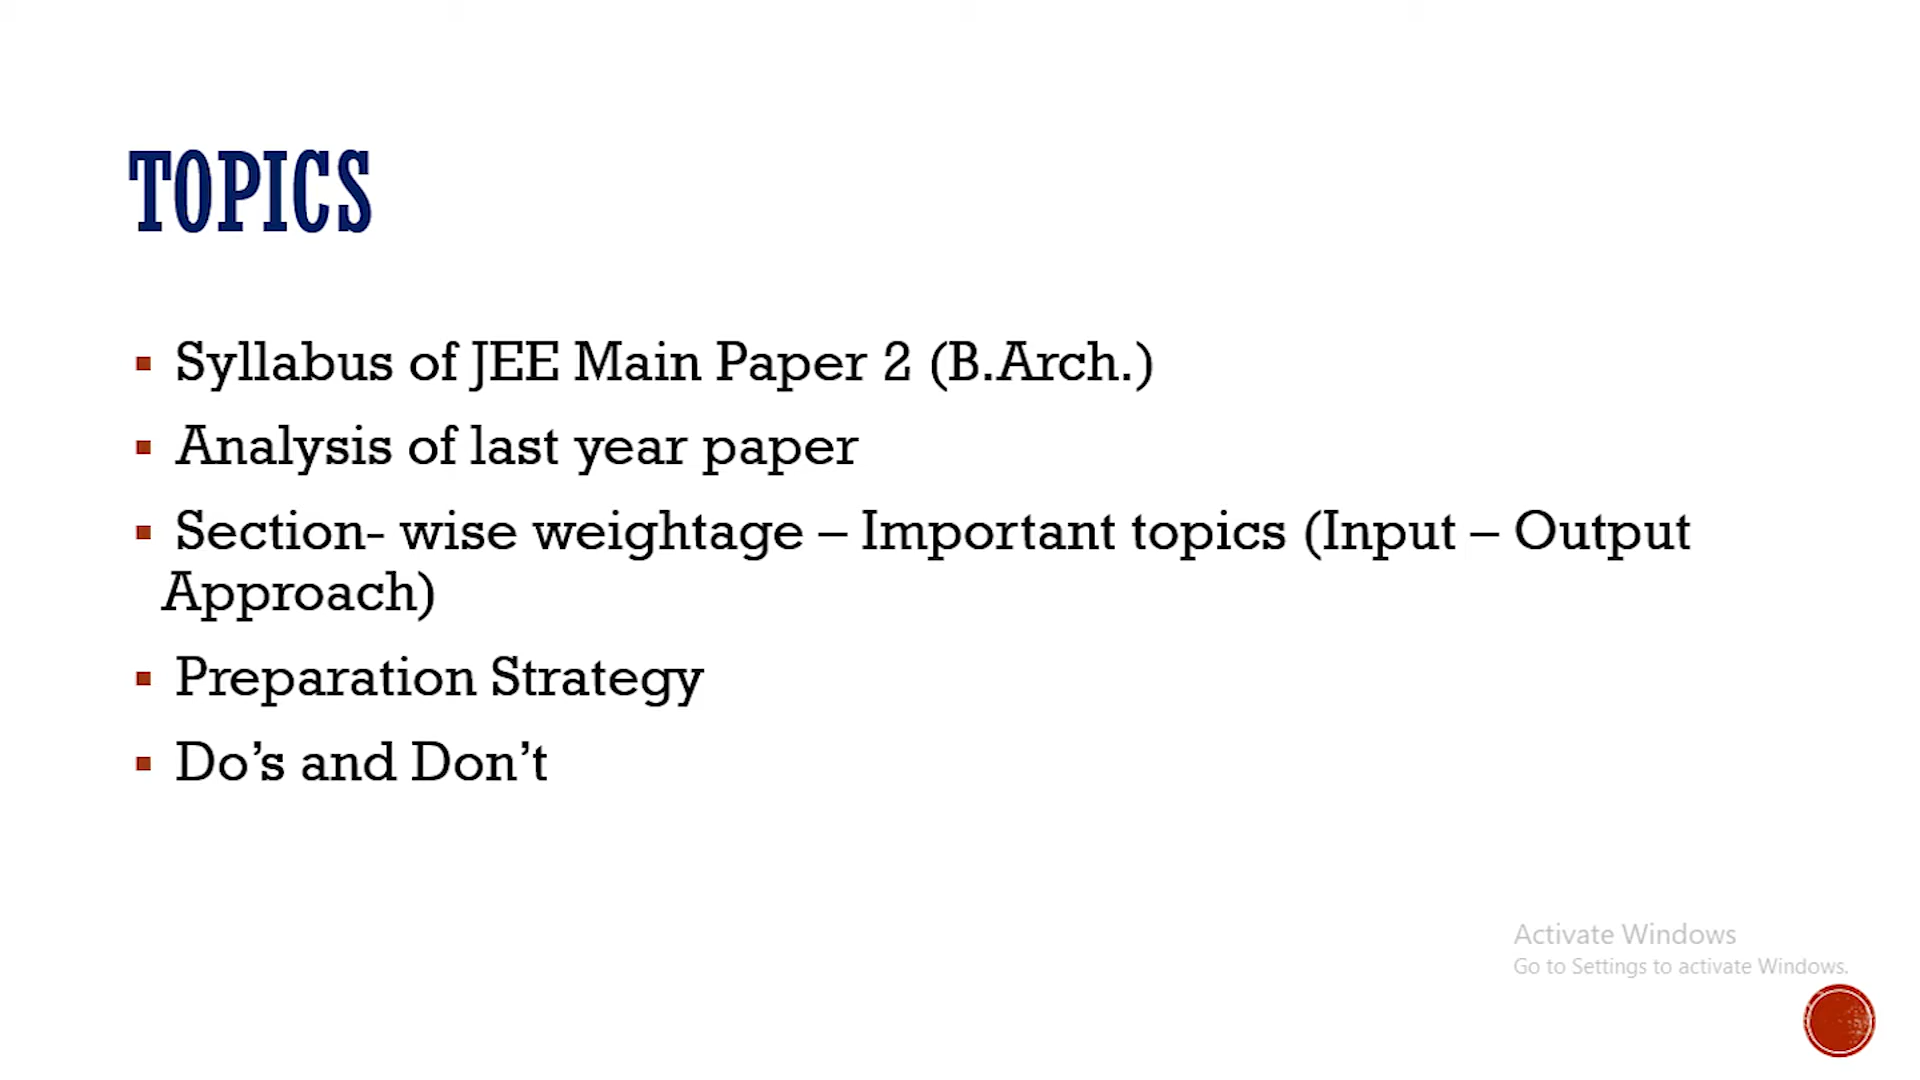 TOPICS
Syllabus of JEE Main Paper 2 (B.Arch.)
Analysis of last year paper
Section- wise weightage – Important topics (Input – Output
Approach)
Preparation Strategy
Do’s and Don’t
Activate Windows
Go to Settings to activate Windows.